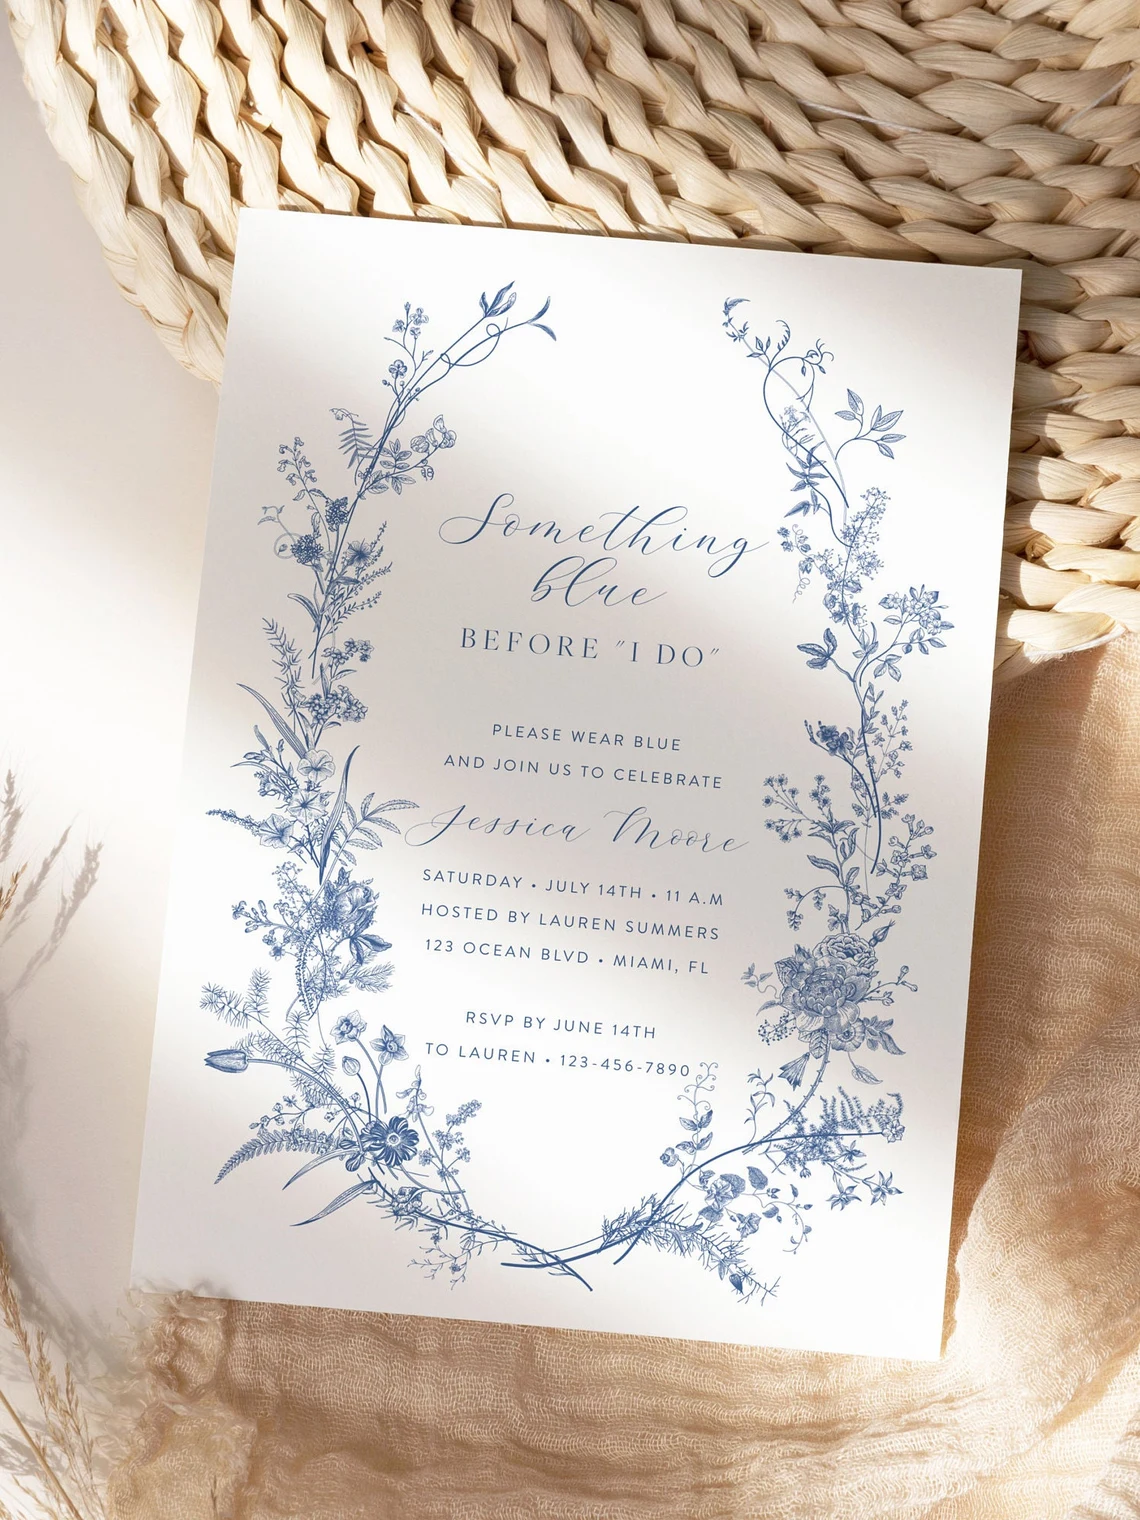 Something
blue
BEFORE "I DO"
PLEASE WEAR BLUE
AND JOIN US TO CELEBRATE
Jessica Moore
SATURDAY • JULY 14TH • 11 A.M
HOSTED BY LAUREN SUMMERS
123 OCEAN BLVD • MIAMI, FL
RSVP BY JUNE 14TH
TO LAUREN • 123-456-7890